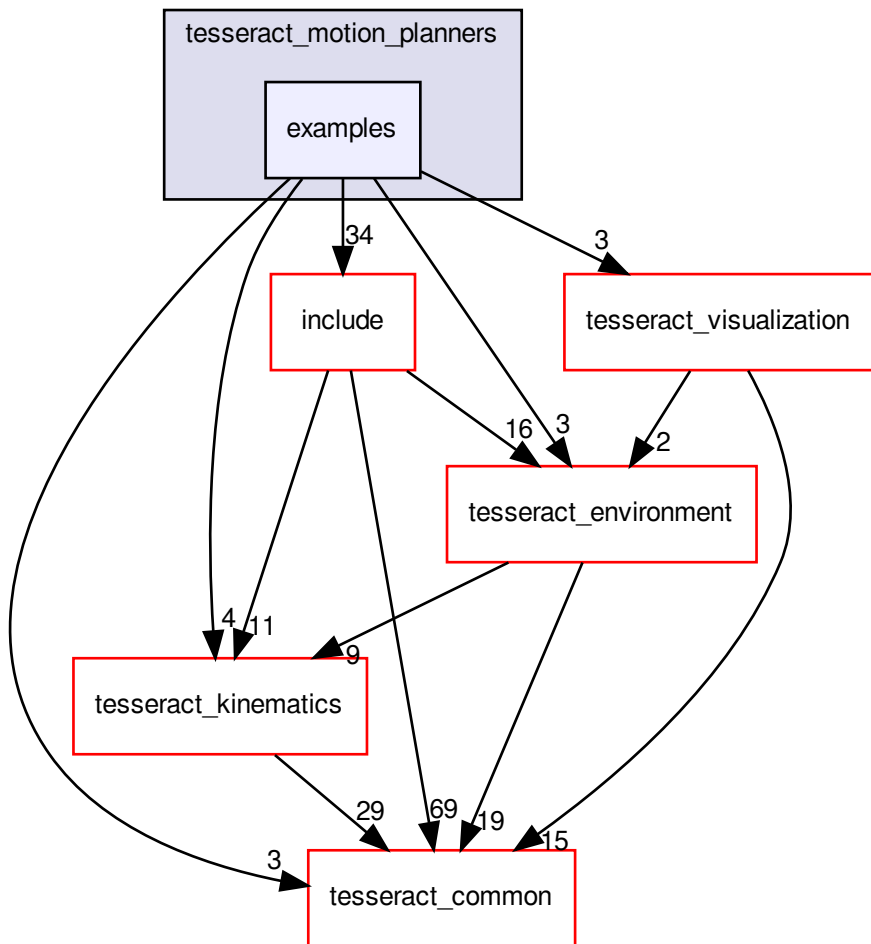 tesseract_motion_planners
examples
34
3
include
tesseract_visualization
16
3
2
tesseract_environment
4
11
9
tesseract_kinematics
29
69
19
15
3
tesseract_common